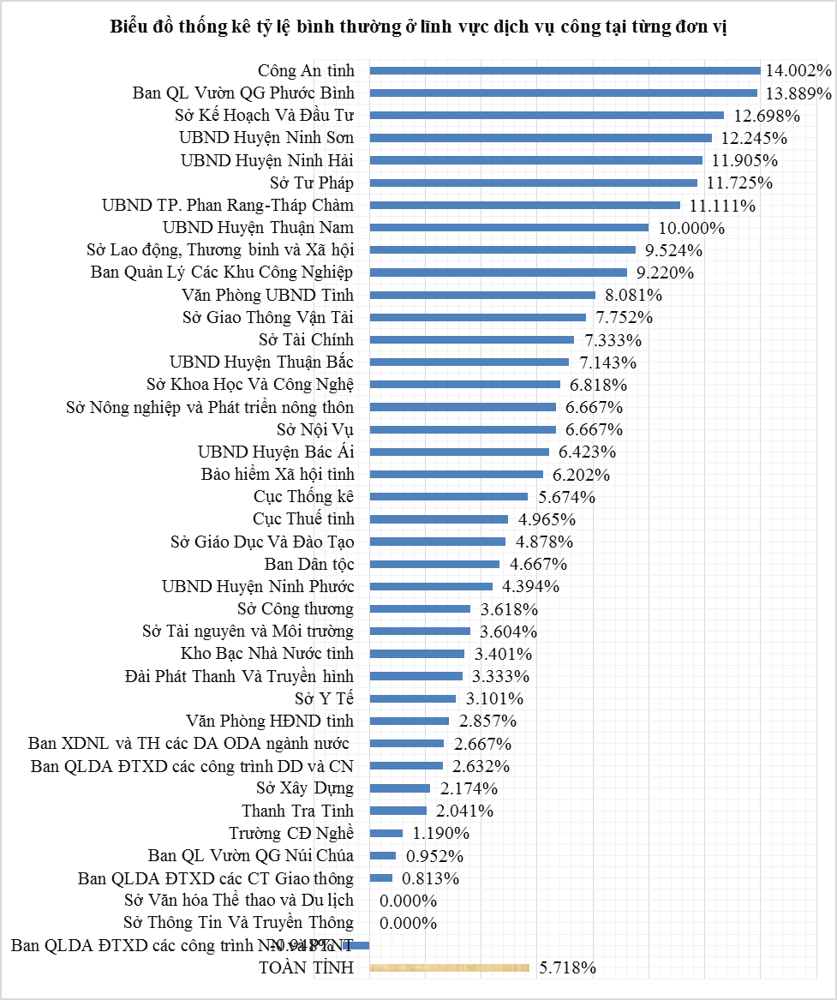 Biểu đồ thống kê tỷ lệ bình thường ở lĩnh vực dịch vụ công tại từng đơn vị
Công An tỉnh 14.002%
Ban QL Vườn QG Phước Bình 13.889%
Sở Kế Hoạch Và Đầu Tư 12.698%
UBND Huyện Ninh Sơn 12.245%
UBND Huyện Ninh Hải 11.905%
Sở Tư Pháp 11.725%
UBND TP. Phan Rang-Tháp Chàm 11.111%
UBND Huyện Thuận Nam 10.000%
Sở Lao động, Thương binh và Xã hội 9.524%
Ban Quản Lý Các Khu Công Nghiệp 9.220%
Văn Phòng UBND Tỉnh 8.081%
Sở Giao Thông Vận Tải 7.752%
Sở Tài Chính 7.333%
UBND Huyện Thuận Bắc 7.143%
Sở Khoa Học Và Công Nghệ 6.818%
Sở Nông nghiệp và Phát triển nông thôn 6.667%
Sở Nội Vụ 6.667%
UBND Huyện Bác Ái 6.423%
Bảo hiểm Xã hội tỉnh 6.202%
Cục Thống kê 5.674%
Cục Thuế tỉnh 4.965%
Sở Giáo Dục Và Đào Tạo 4.878%
Ban Dân tộc 4.667%
UBND Huyện Ninh Phước 4.394%
Sở Công thương 3.618%
Sở Tài nguyên và Môi trường 3.604%
Kho Bạc Nhà Nước tỉnh 3.401%
Đài Phát Thanh Và Truyền hình 3.333%
Sở Y Tế 3.101%
Văn Phòng HĐND tỉnh 2.857%
Ban XDNL và TH các DA ODA ngành nước 2.667%
Ban QLDA ĐTXD các công trình DD và CN 2.632%
Sở Xây Dựng 2.174%
Thanh Tra Tỉnh 2.041%
Trường CĐ Nghề 1.190%
Ban QL Vườn QG Núi Chúa 0.952%
Ban QLDA ĐTXD các CT Giao thông 0.813%
Sở Văn hóa Thể thao và Du lịch 0.000%
Sở Thông Tin Và Truyền Thông 0.000%
Ban QLDA ĐTXD các công trình NN và PTNT
TOÀN TỈNH 5.718%